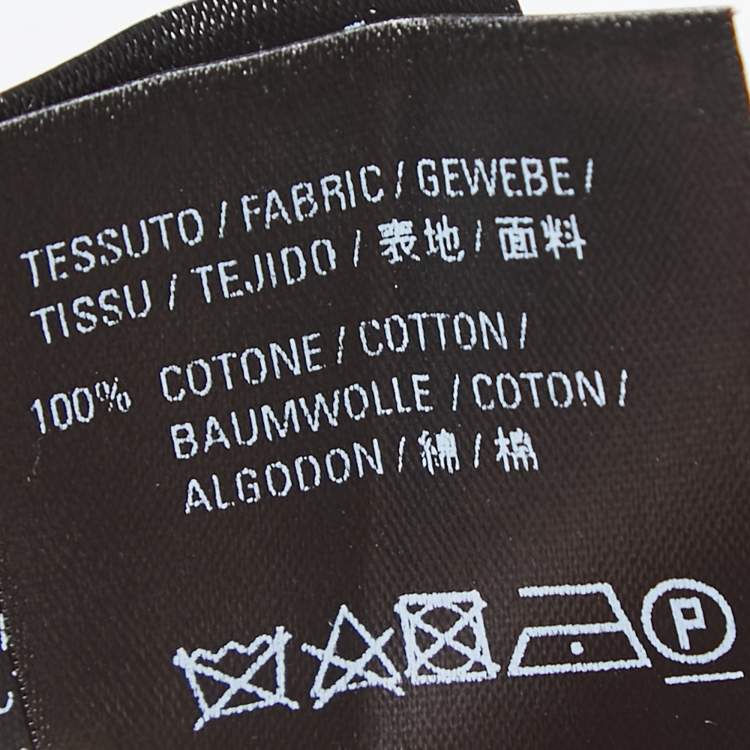 TESSUTO / FABRIC / GEWEBE /
TISSU / TEJIDO / 表地 / 面料
100% COTONE / COTTON /
BAUMWOLLE / COTON /
ALGODON / 綿 / 棉
P